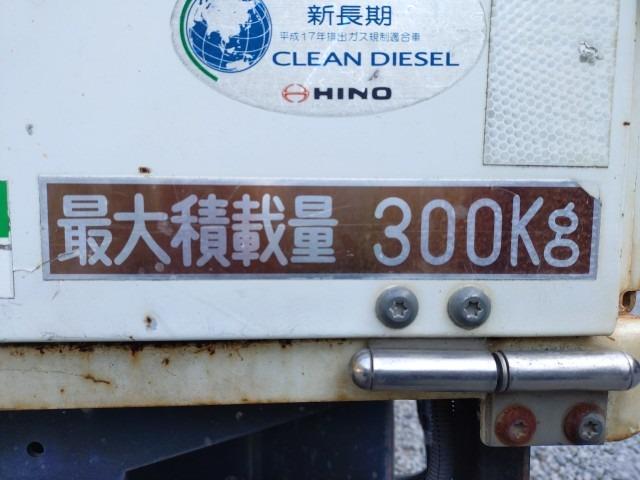 新長期
平成17年排出ガス規制適合車
CLEAN DIESEL
HINO
最大積載量 300Kg